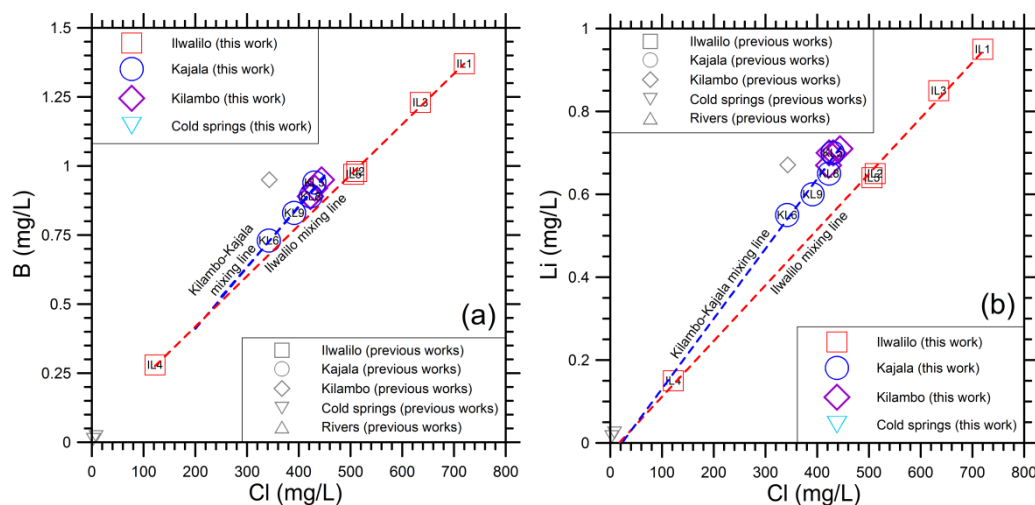 1.5
1.25
1
0.75
0.5
0.25
0
B (mg/L)
Ilwalilo (this work)
Kajala (this work)
Kilambo (this work)
Cold springs (this work)
IL1
IL3
IL2
IL5
KL9
KL6
IL4
Kilambo-Kajala
mixing line
Ilwalilo mixing line
(a)
Ilwalilo (previous works)
Kajala (previous works)
Kilambo (previous works)
Cold springs (previous works)
Rivers (previous works)
0 100 200 300 400 500 600 700 800
Cl (mg/L)
1
0.8
0.6
0.4
0.2
0
Li (mg/L)
Ilwalilo (previous works)
Kajala (previous works)
Kilambo (previous works)
Cold springs (previous works)
Rivers (previous works)
IL1
IL3
KL8
IL2
IL5
KL9
KL6
IL4
Kilambo-Kajala mixing line
Ilwalilo mixing line
(b)
Ilwalilo (this work)
Kajala (this work)
Kilambo (this work)
Cold springs (this work)
0 100 200 300 400 500 600 700 800
Cl (mg/L)